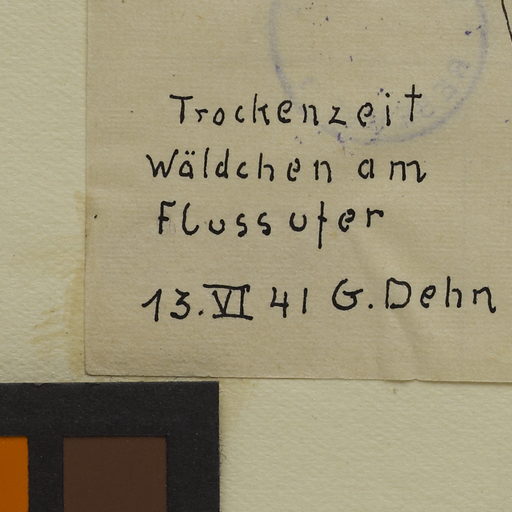 Trockenzeit
Wäldchen am
Flussufer
13. VI 41 G. Dehn